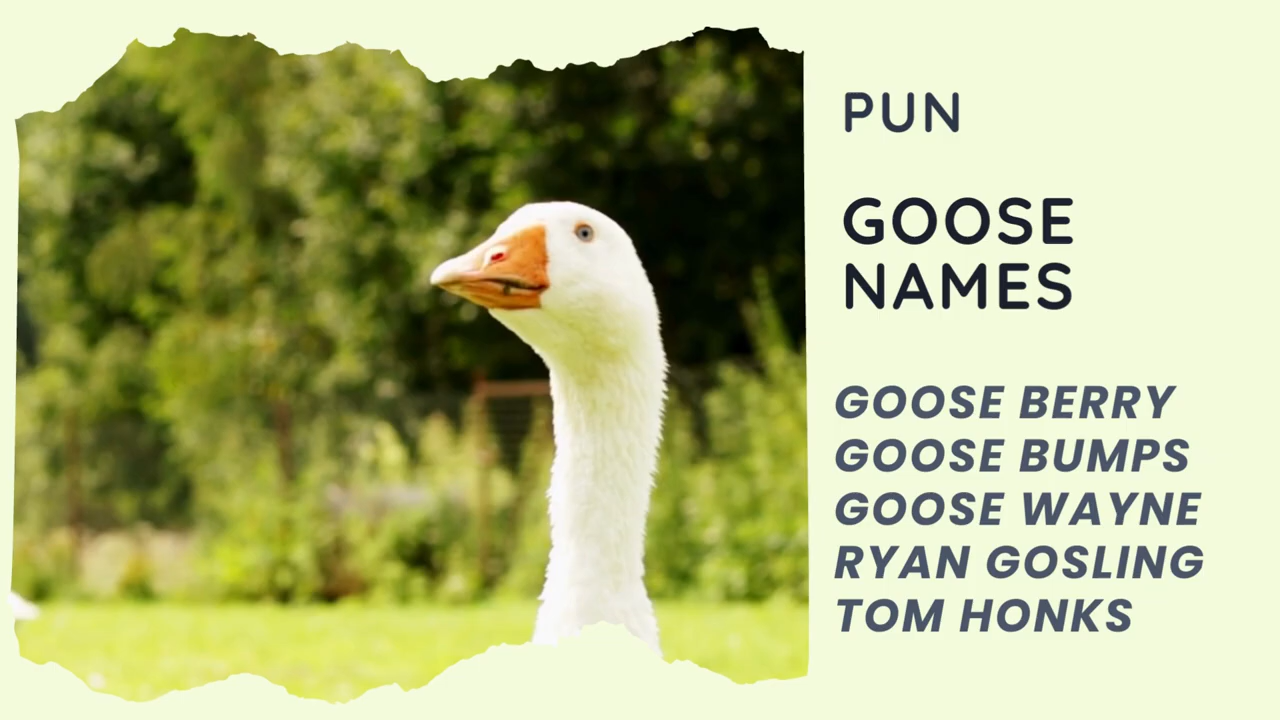 PUN
GOOSE
NAMES
GOOSE BERRY
GOOSE BUMPS
GOOSE WAYNE
RYAN GOSLING
TOM HONKS